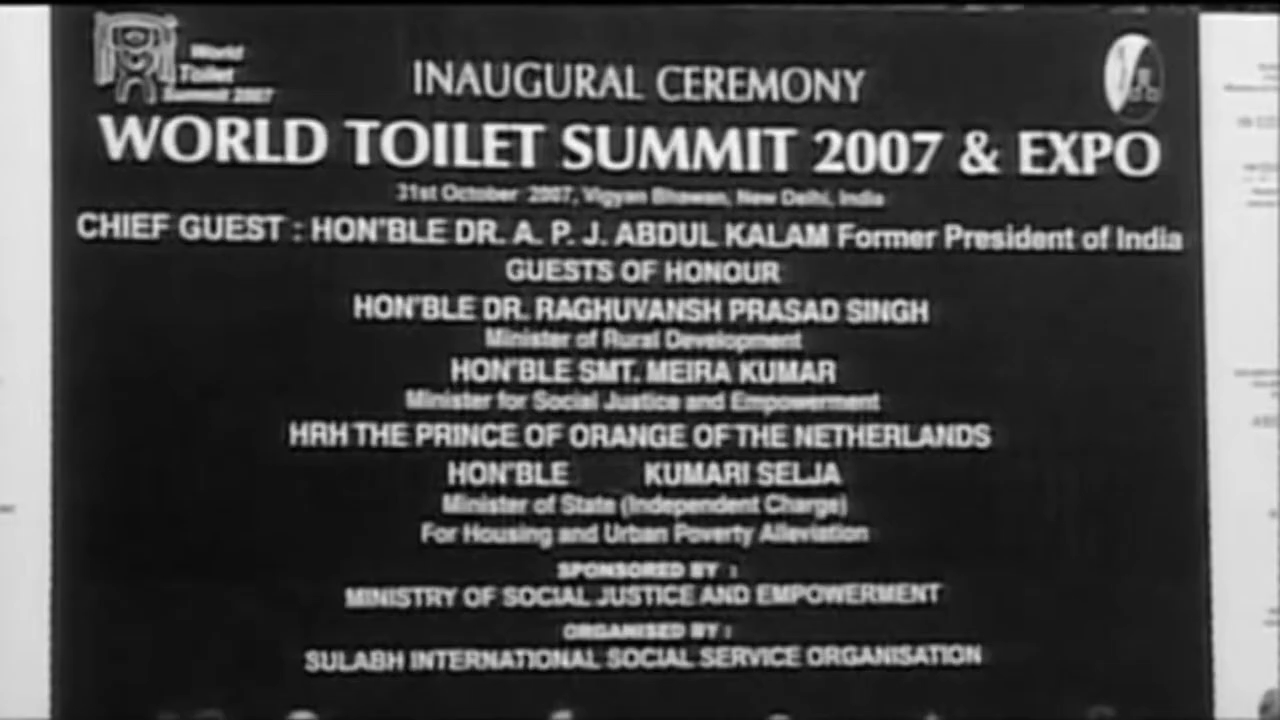 World
Toilet
Summit 2007
INAUGURAL CEREMONY
WORLD TOILET SUMMIT 2007 & EXPO
31st October 2007, Vigyan Bhawan, New Delhi, India
CHIEF GUEST : HON'BLE DR. A. P. J. ABDUL KALAM Former President of India
GUESTS OF HONOUR
HON'BLE DR. RAGHUVANSH PRASAD SINGH
Minister of Rural Development
HON'BLE SMT. MEIRA KUMAR
Minister for Social Justice and Empowerment
HRH THE PRINCE OF ORANGE OF THE NETHERLANDS
HON'BLE KUMARI SELJA
Minister of State (Independent Charge)
For Housing and Urban Poverty Alleviation
SPONSORED BY :
MINISTRY OF SOCIAL JUSTICE AND EMPOWERMENT
ORGANISED BY :
SULABH INTERNATIONAL SOCIAL SERVICE ORGANISATION